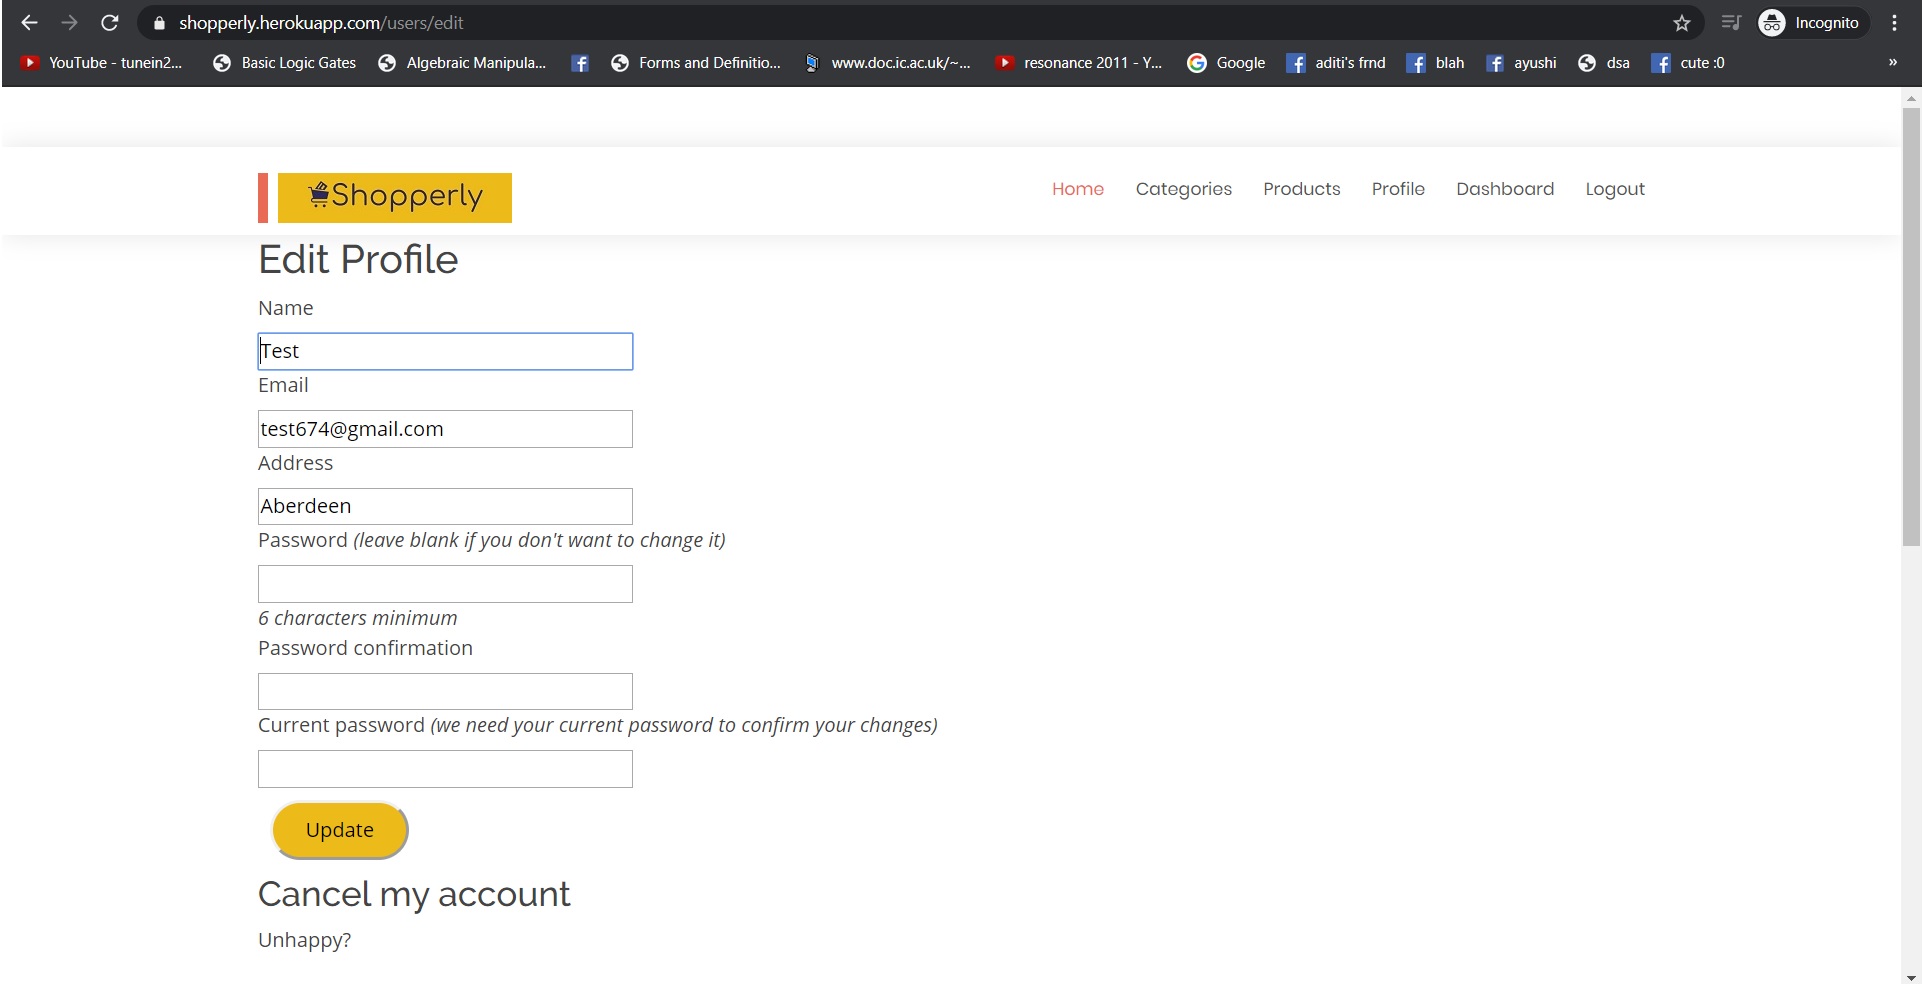 shopperly.herokuapp.com/users/edit Incognito
YouTube - tunein2... Basic Logic Gates Algebraic Manipula... Forms and Definitio... www.doc.ic.ac.uk/~... resonance 2011 - Y... Google aditi's frnd blah ayushi dsa cute :0 »
Shopperly Home Categories Products Profile Dashboard Logout
Edit Profile
Name
Test
Email
test674@gmail.com
Address
Aberdeen
Password (leave blank if you don't want to change it)
6 characters minimum
Password confirmation
Current password (we need your current password to confirm your changes)
Update
Cancel my account
Unhappy?